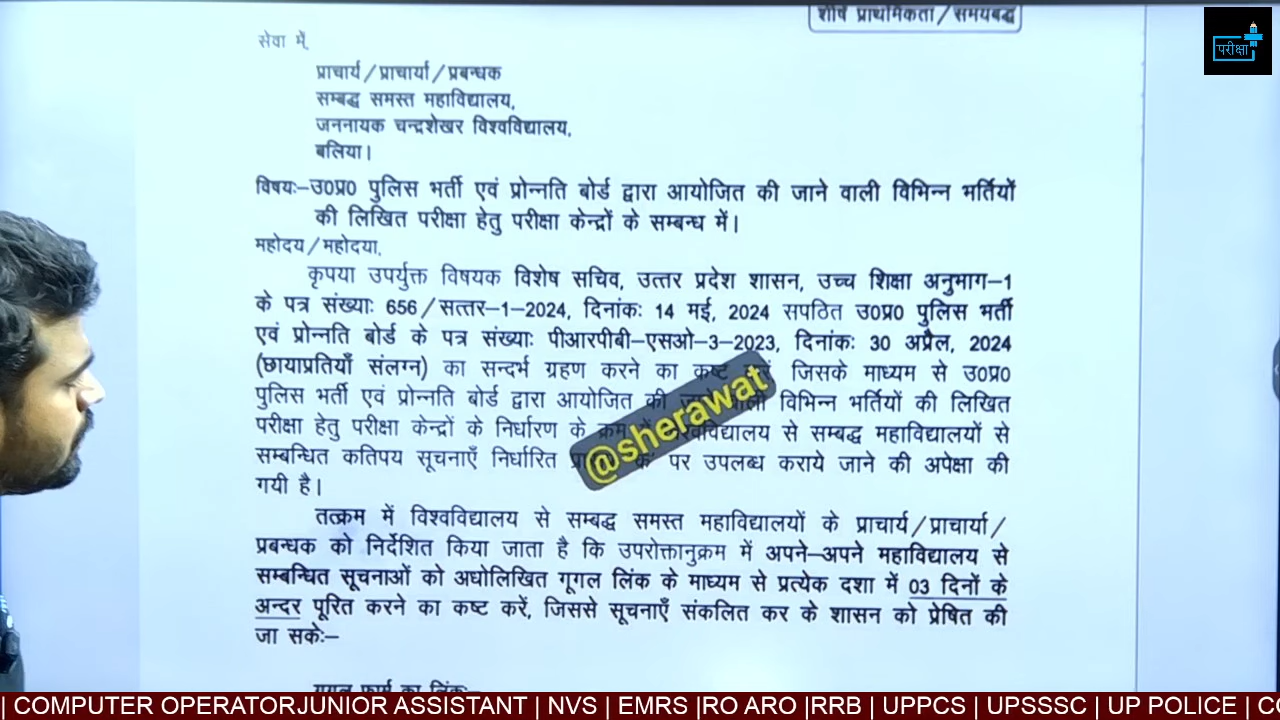 शीर्ष प्राथमिकता/समयबद्ध
परीक्षा
सेवा में,
प्राचार्य/प्राचार्या/प्रबन्धक
सम्बद्ध समस्त महाविद्यालय,
जननायक चन्द्रशेखर विश्वविद्यालय,
बलिया।
विषयः–उ0प्र0 पुलिस भर्ती एवं प्रोन्नति बोर्ड द्वारा आयोजित की जाने वाली विभिन्न भर्तियों
की लिखित परीक्षा हेतु परीक्षा केन्द्रों के सम्बन्ध में।
महोदय/महोदया,
कृपया उपर्युक्त विषयक विशेष सचिव, उत्तर प्रदेश शासन, उच्च शिक्षा अनुभाग–1
के पत्र संख्याः 656/सत्तर–1–2024, दिनांकः 14 मई, 2024 सपठित उ0प्र0 पुलिस भर्ती
एवं प्रोन्नति बोर्ड के पत्र संख्याः पीआरपीबी–एसओ–3–2023, दिनांकः 30 अप्रैल, 2024
(छायाप्रतियाँ संलग्न) का सन्दर्भ ग्रहण करने का कष्ट करें जिसके माध्यम से उ0प्र0
पुलिस भर्ती एवं प्रोन्नति बोर्ड द्वारा आयोजित की वाली विभिन्न भर्तियों की लिखित
परीक्षा हेतु परीक्षा केन्द्रों के निर्धारण के क्रम विश्वविद्यालय से सम्बद्ध महाविद्यालयों से
सम्बन्धित कतिपय सूचनाएँ निर्धारित पर उपलब्ध कराये जाने की अपेक्षा की
गयी है।
@sherawat
तत्क्रम में विश्वविद्यालय से सम्बद्ध समस्त महाविद्यालयों के प्राचार्य/प्राचार्या/
प्रबन्धक को निर्देशित किया जाता है कि उपरोक्तानुक्रम में अपने–अपने महाविद्यालय से
सम्बन्धित सूचनाओं को अधोलिखित गूगल लिंक के माध्यम से प्रत्येक दशा में 03 दिनों के
अन्दर पूरित करने का कष्ट करें, जिससे सूचनाएँ संकलित कर के शासन को प्रेषित की
जा सकेः–
गूगल फार्म का लिंकः–
| COMPUTER OPERATORJUNIOR ASSISTANT | NVS | EMRS |RO ARO |RRB | UPPCS | UPSSSC | UP POLICE |